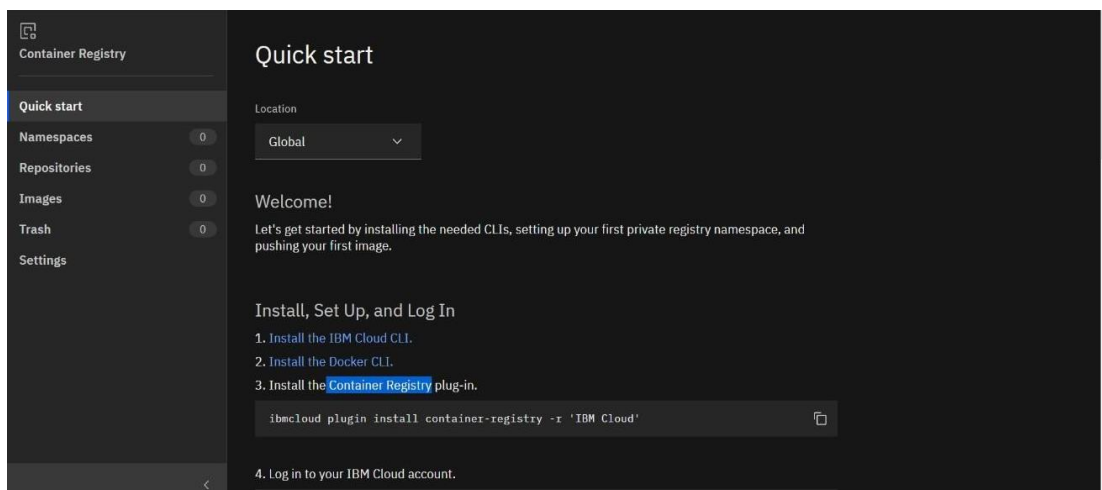 Container Registry
Quick start
Namespaces 0
Repositories 0
Images 0
Trash 0
Settings
Quick start
Location
Global
Welcome!
Let's get started by installing the needed CLIs, setting up your first private registry namespace, and
pushing your first image.
Install, Set Up, and Log In
1. Install the IBM Cloud CLI.
2. Install the Docker CLI.
3. Install the Container Registry plug-in.
ibmcloud plugin install container-registry -r 'IBM Cloud'
4. Log in to your IBM Cloud account.